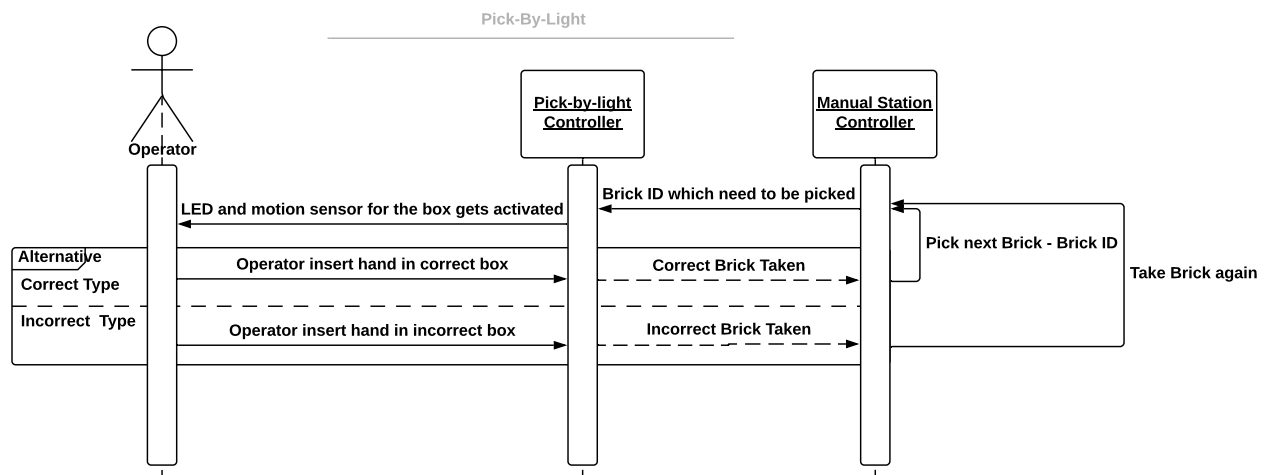 Pick-By-Light
Pick-by-light
Controller
Manual Station
Controller
Operator
Brick ID which need to be picked
LED and motion sensor for the box gets activated
Pick next Brick - Brick ID
Alternative
Operator insert hand in correct box
Correct Brick Taken
Take Brick again
Correct Type
Incorrect  Type
Operator insert hand in incorrect box
Incorrect Brick Taken